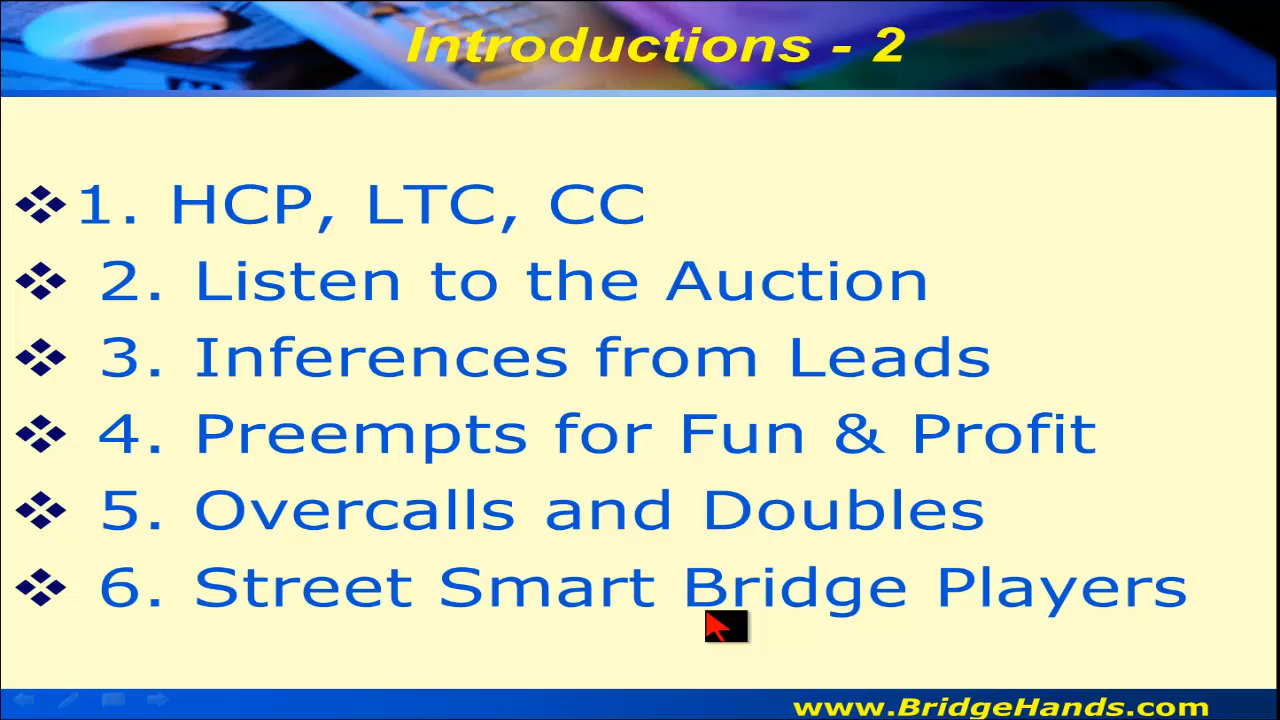 Introductions - 2
1. HCP, LTC, CC
2. Listen to the Auction
3. Inferences from Leads
4. Preempts for Fun & Profit
5. Overcalls and Doubles
6. Street Smart Bridge Players
www.BridgeHands.com